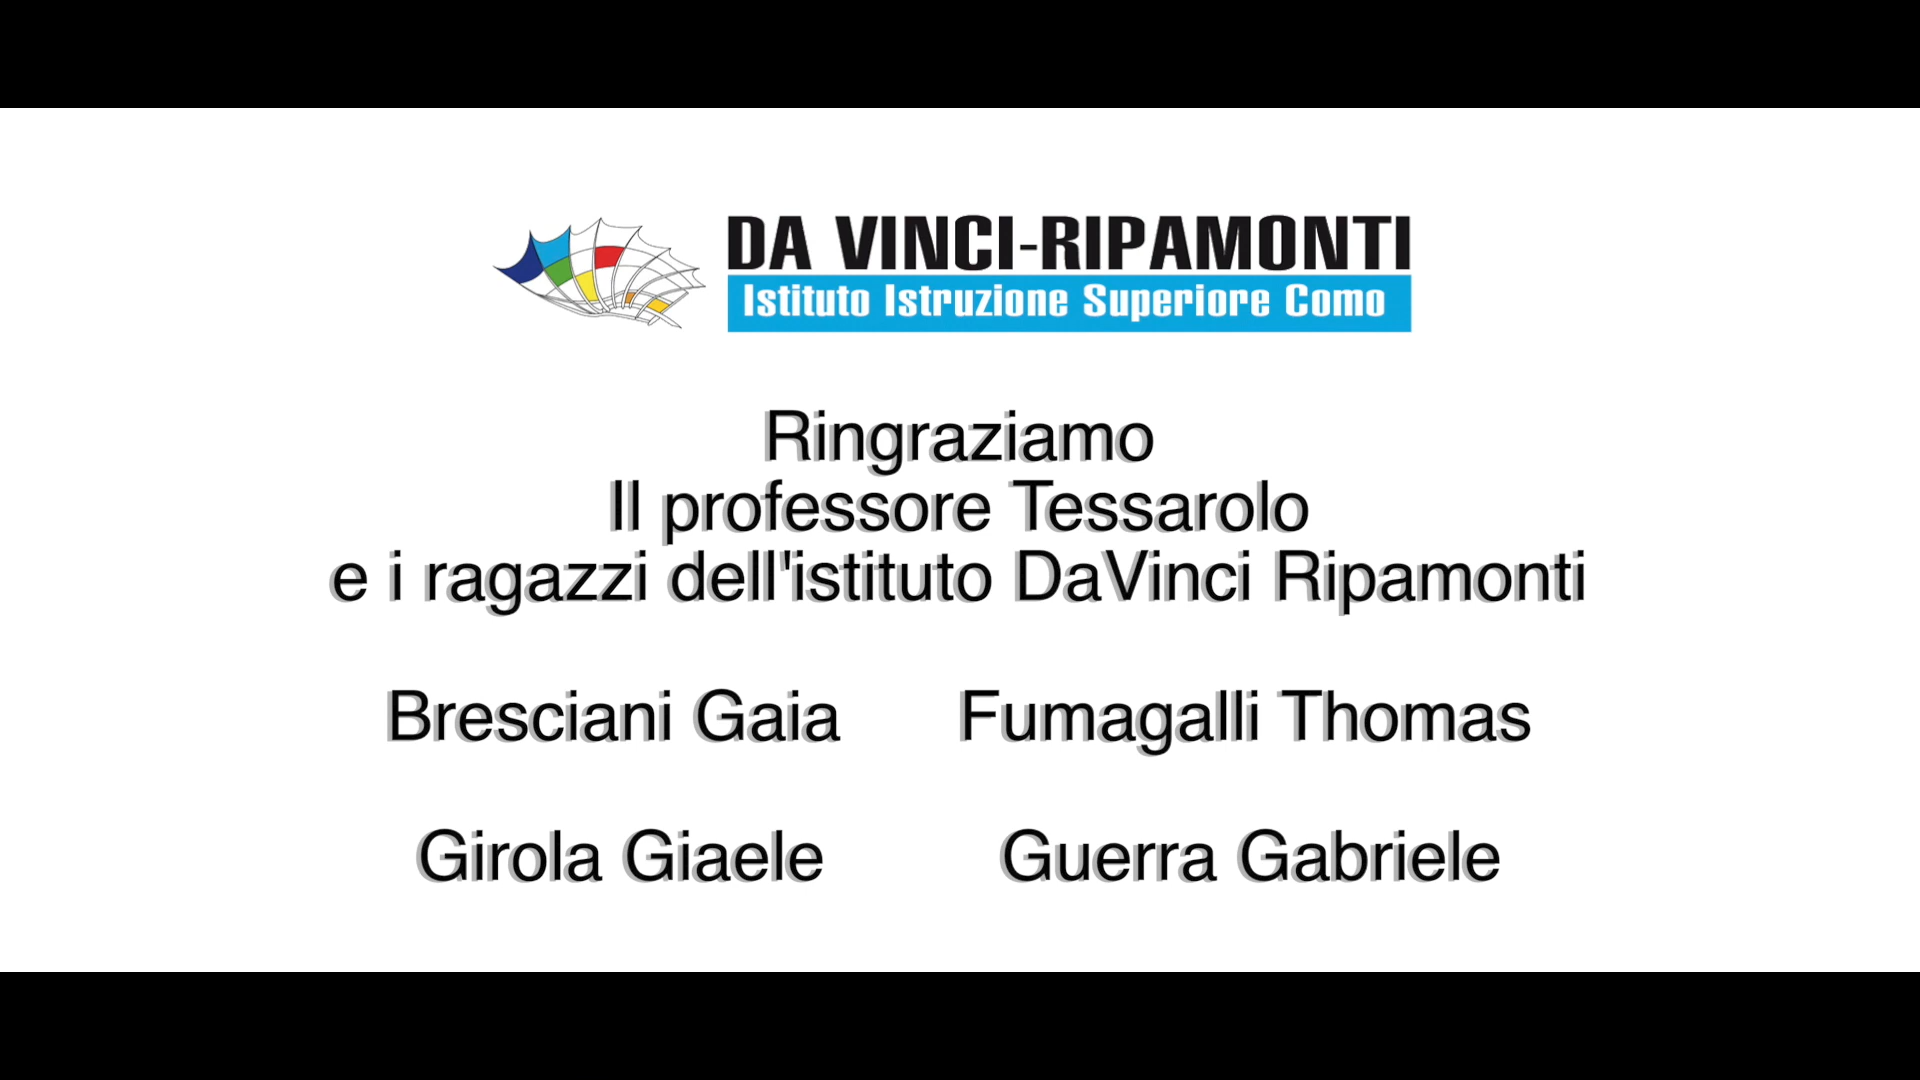 DA VINCI-RIPAMONTI
Istituto Istruzione Superiore Como
Ringraziamo
Il professore Tessarolo
e i ragazzi dell'istituto DaVinci Ripamonti
Bresciani Gaia Fumagalli Thomas
Girola Giaele Guerra Gabriele